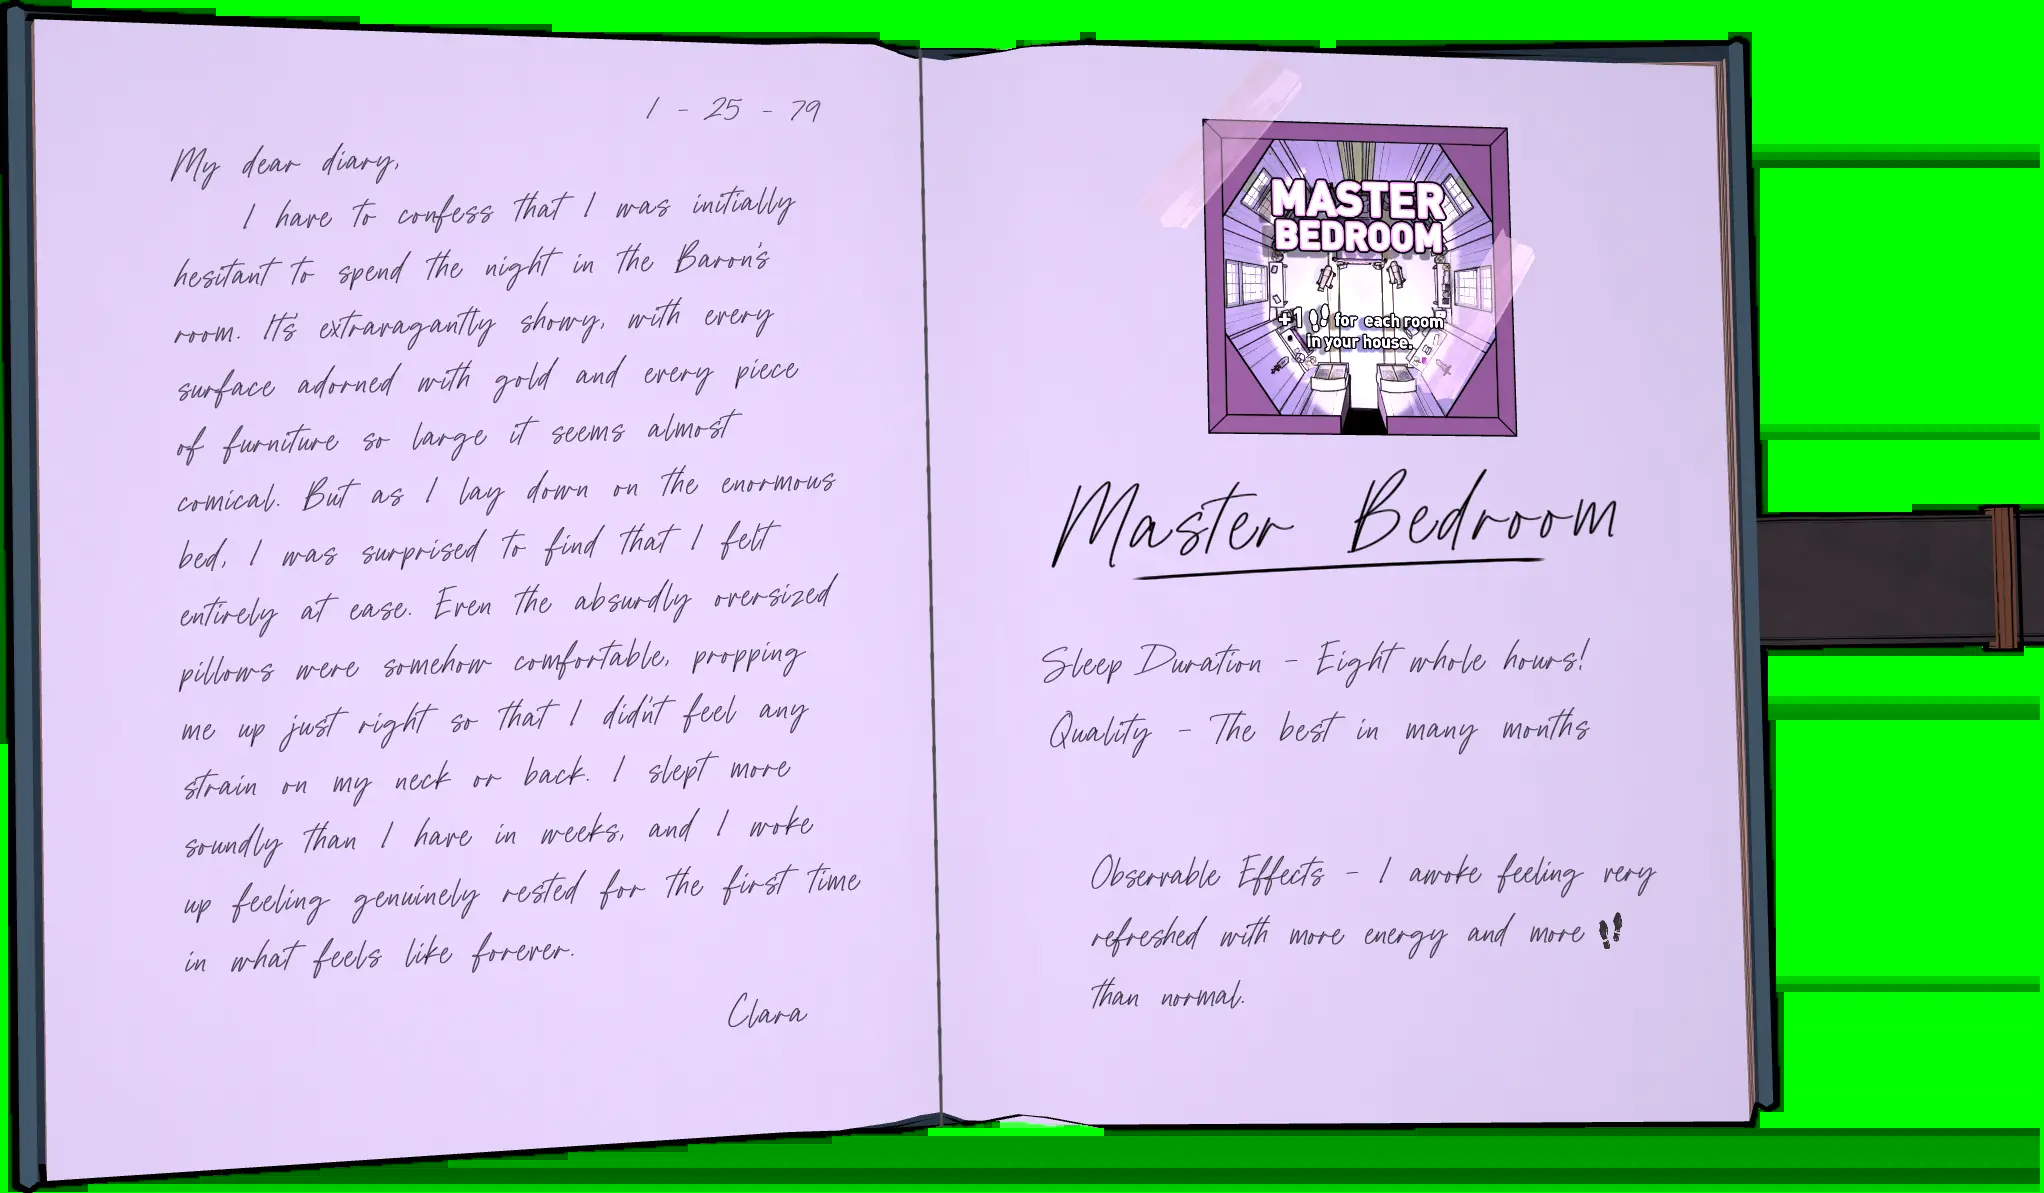 1 - 25 - 79
My dear diary,
I have to confess that I was initially
hesitant to spend the night in the Baron's
room. It's extravagantly showy, with every
surface adorned with gold and every piece
of furniture so large it seems almost
comical. But as I lay down on the enormous
bed, I was surprised to find that I felt
entirely at ease. Even the absurdly oversized
pillows were somehow comfortable, propping
me up just right so that I didn't feel any
strain on my neck or back. I slept more
soundly than I have in weeks, and I woke
up feeling genuinely rested for the first time
in what feels like forever.
Clara
MASTER
BEDROOM
+1 for each room
in your house.
Master Bedroom
Sleep Duration - Eight whole hours!
Quality - The best in many months
Observable Effects - I awoke feeling very
refreshed with more energy and more
than normal.